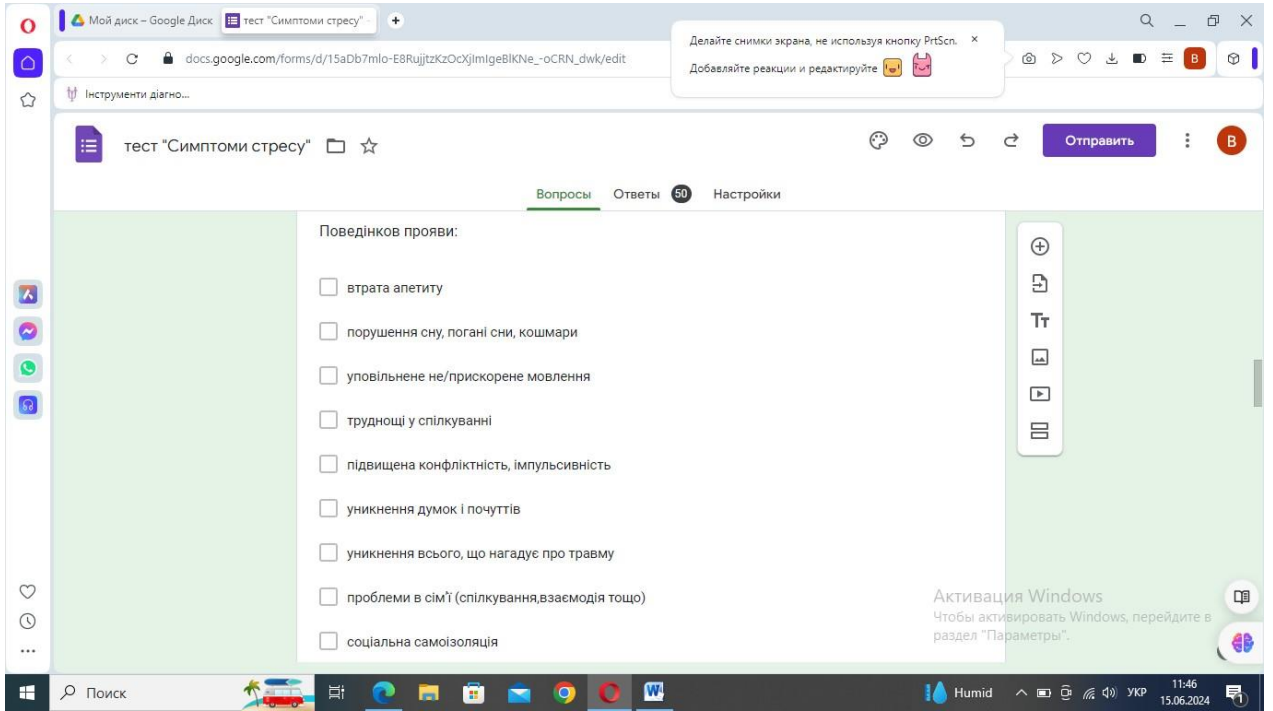 Мой диск – Google Диск
тест "Симптоми стресу"
Делайте снимки экрана, не используя кнопку PrtScn.
Добавляйте реакции и редактируйте
docs.google.com/forms/d/15aDb7mlo-E8RujjtzKzOcXjImIgeBlKNe_-oCRN_dwk/edit
B
Інструменти діагно...
тест "Симптоми стресу"
Отправить
B
Вопросы Ответы 50 Настройки
Поведінков прояви:
втрата апетиту
порушення сну, погані сни, кошмари
уповільнене не/прискорене мовлення
труднощі у спілкуванні
підвищена конфліктність, імпульсивність
уникнення думок і почуттів
уникнення всього, що нагадує про травму
проблеми в сім'ї (спілкування,взаємодія тощо)
соціальна самоізоляція
Tт
Активация Windows
Чтобы активировать Windows, перейдите в
раздел "Параметры".
Поиск
W
Humid
УКР
11:46
15.06.2024
1